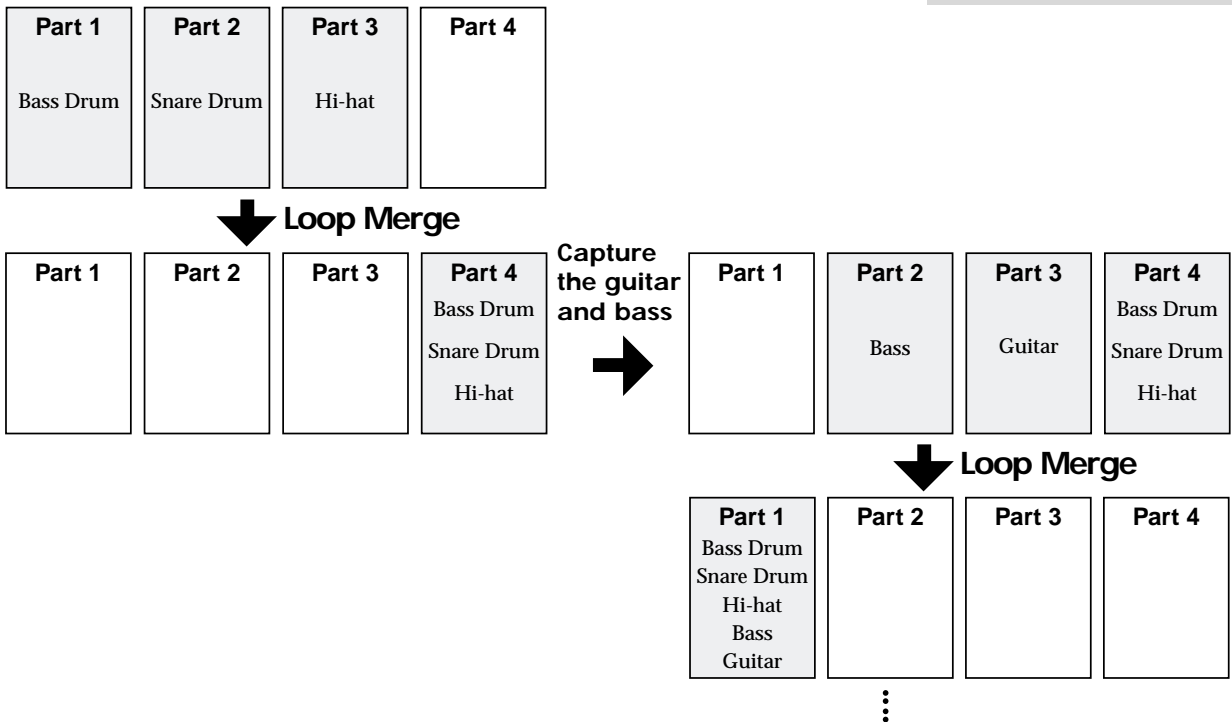 Part 1
Part 2
Part 3
Part 4
Bass Drum
Snare Drum
Hi-hat
Loop Merge
Part 1
Part 2
Part 3
Part 4
Bass Drum
Snare Drum
Hi-hat
Capture
the guitar
and bass
Part 1
Part 2
Bass
Part 3
Guitar
Part 4
Bass Drum
Snare Drum
Hi-hat
Loop Merge
Part 1
Bass Drum
Snare Drum
Hi-hat
Bass
Guitar
Part 2
Part 3
Part 4